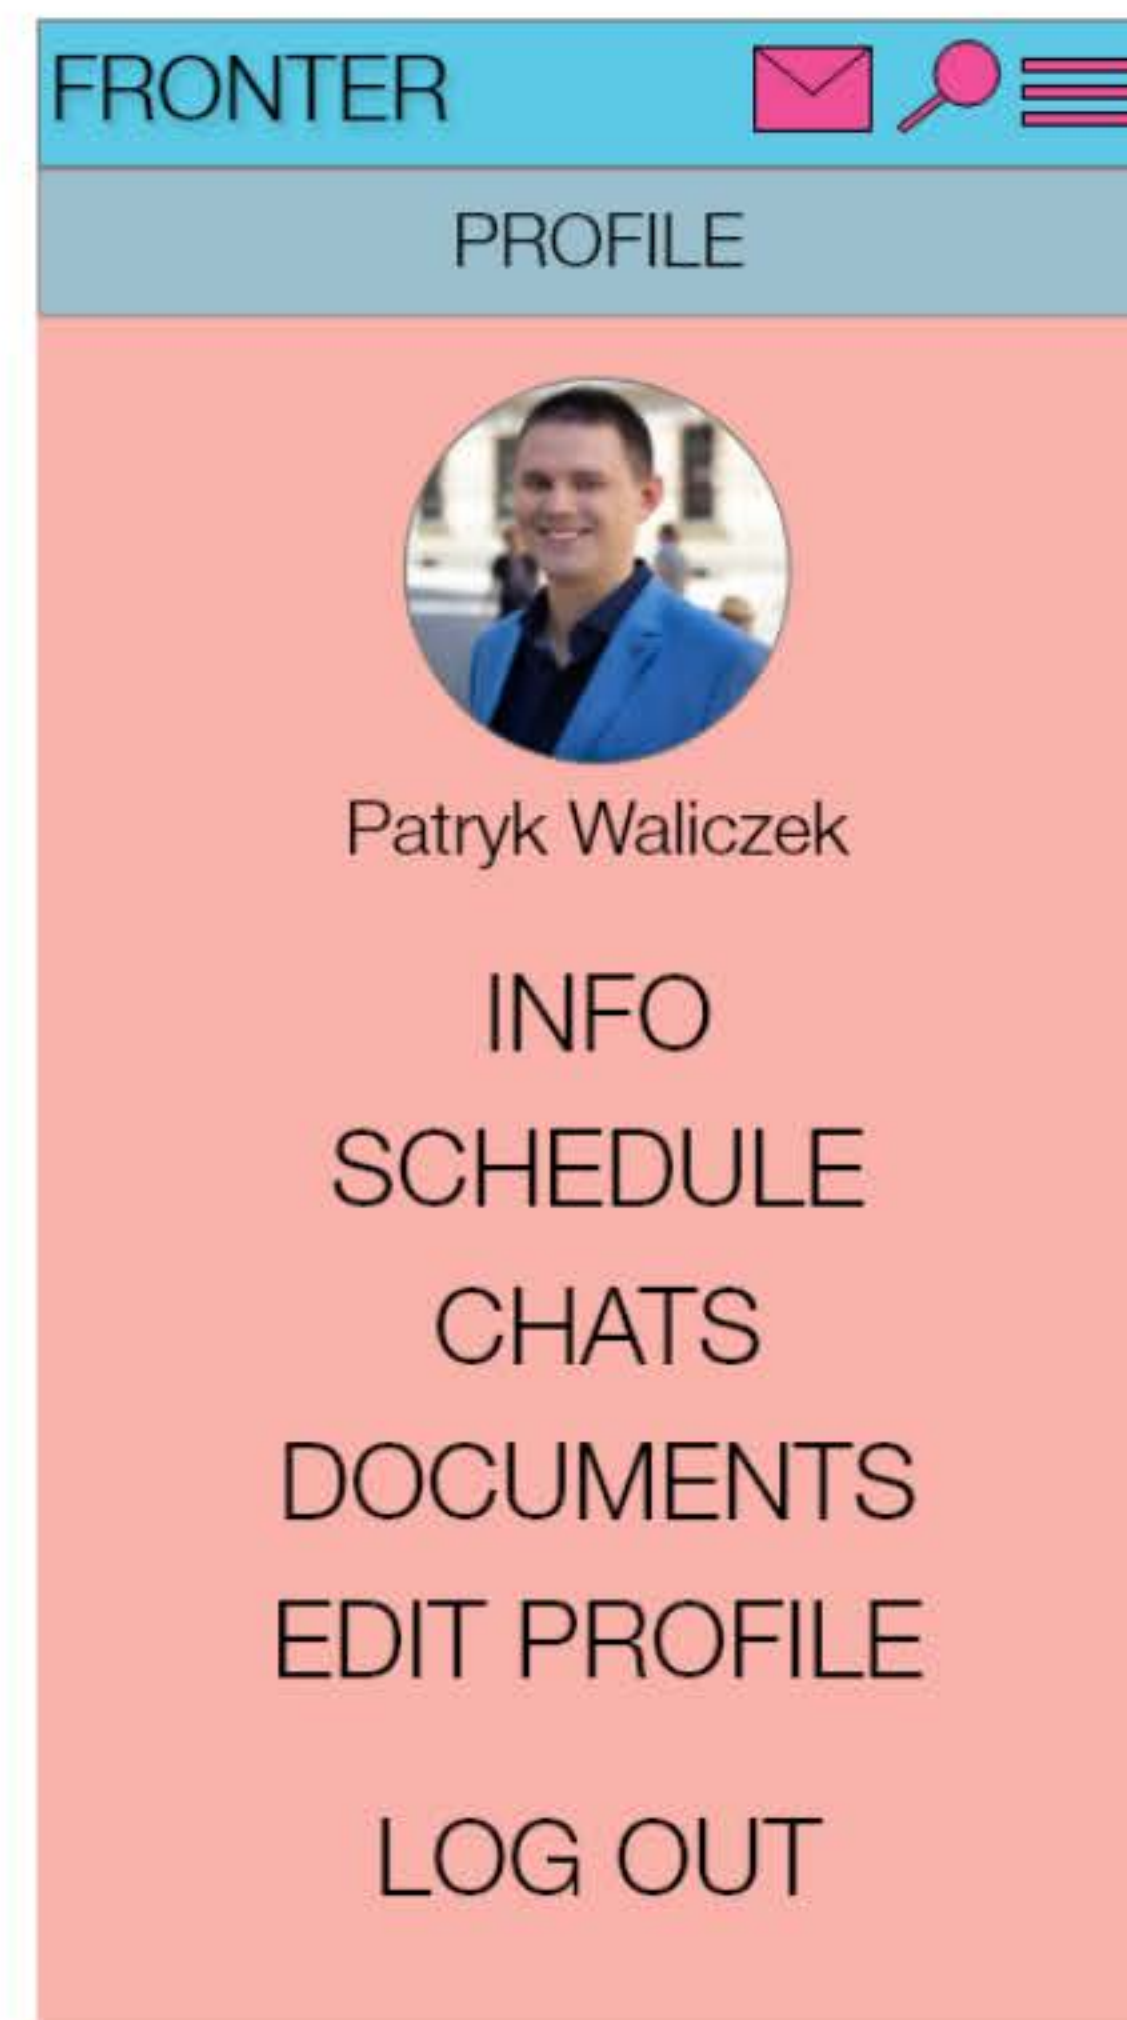 FRONTER
PROFILE
Patryk Waliczek
INFO
SCHEDULE
CHATS
DOCUMENTS
EDIT PROFILE
LOG OUT